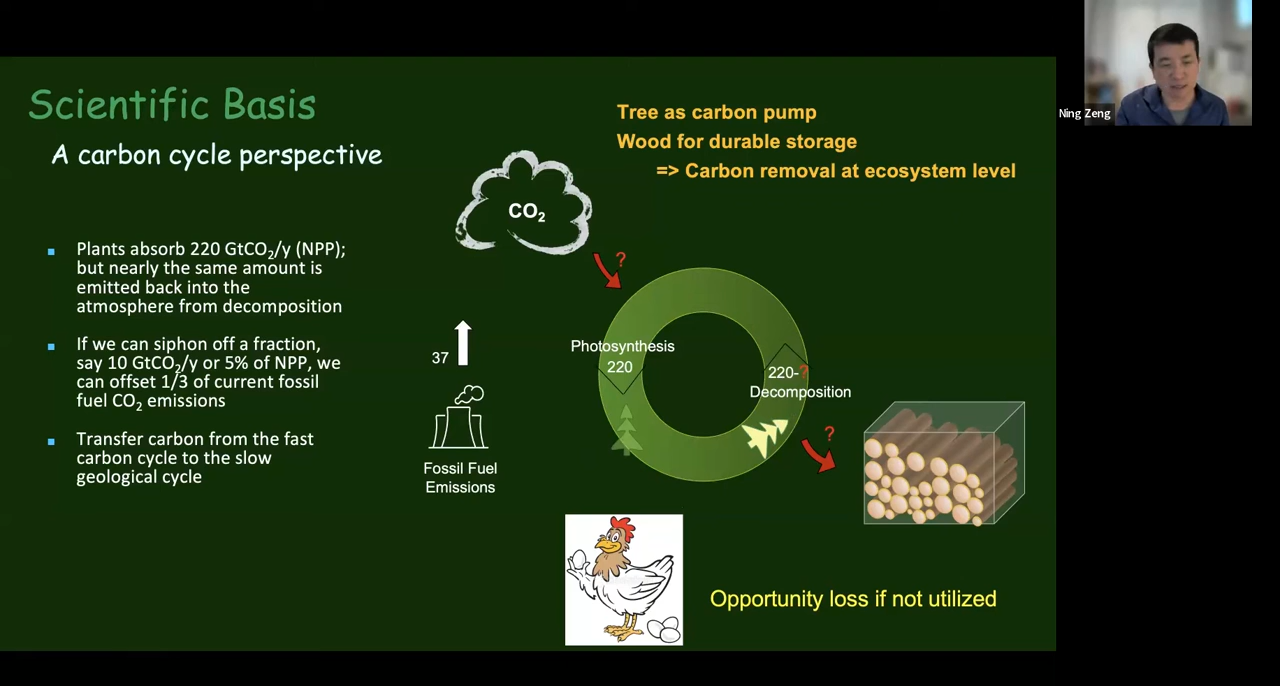 Scientific Basis
A carbon cycle perspective
Tree as carbon pump
Wood for durable storage
=> Carbon removal at ecosystem level
Ning Zeng
CO₂
Plants absorb 220 GtCO₂/y (NPP);
but nearly the same amount is
emitted back into the
atmosphere from decomposition
If we can siphon off a fraction,
say 10 GtCO₂/y or 5% of NPP, we
can offset 1/3 of current fossil
fuel CO₂ emissions
Transfer carbon from the fast
carbon cycle to the slow
geological cycle
?
37
Fossil Fuel
Emissions
Photosynthesis
220
220-?
Decomposition
?
Opportunity loss if not utilized